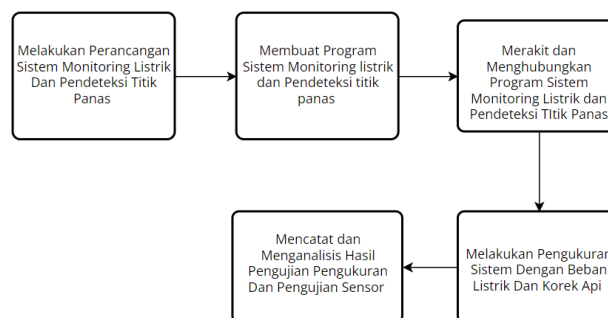 Melakukan Perancangan
Sistem Monitoring Listrik
Dan Pendeteksi Titik
Panas
Membuat Program
Sistem Monitoring listrik
dan Pendeteksi titik
panas
Merakit dan
Menghubungkan
Program Sistem
Monitoring Listrik dan
Pendeteksi TItik Panas
Melakukan Pengukuran
Sistem Dengan Beban
Listrik Dan Korek Api
Mencatat dan
Menganalisis Hasil
Pengujian Pengukuran
Dan Pengujian Sensor